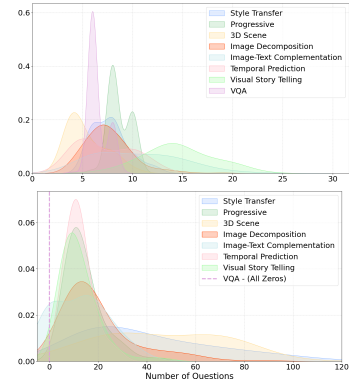 0.6
0.4
0.2
0.0
0
5
10
15
20
25
30
Style Transfer
Progressive
3D Scene
Image Decomposition
Image-Text Complementation
Temporal Prediction
Visual Story Telling
VQA
0.06
0.04
0.02
0.00
0
20
40
60
80
100
120
Style Transfer
Progressive
3D Scene
Image Decomposition
Image-Text Complementation
Temporal Prediction
Visual Story Telling
VQA - (All Zeros)
Number of Questions